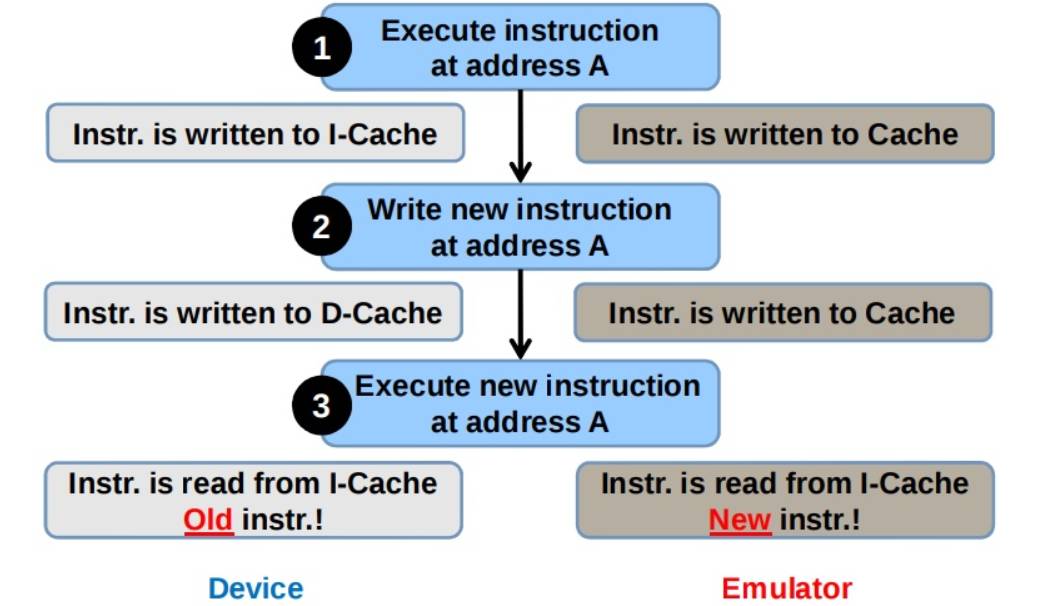 1
Execute instruction
at address A
Instr. is written to I-Cache
Instr. is written to Cache
2
Write new instruction
at address A
Instr. is written to D-Cache
Instr. is written to Cache
3
Execute new instruction
at address A
Instr. is read from I-Cache
Old instr.!
Instr. is read from I-Cache
New instr.!
Device
Emulator